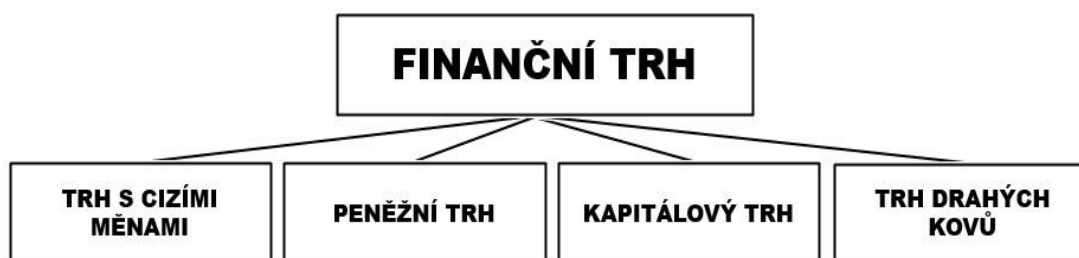 FINANČNÍ TRH
TRH S CIZÍMI
MĚNAMI
PENĚŽNÍ TRH
KAPITÁLOVÝ TRH
TRH DRAHÝCH
KOVŮ